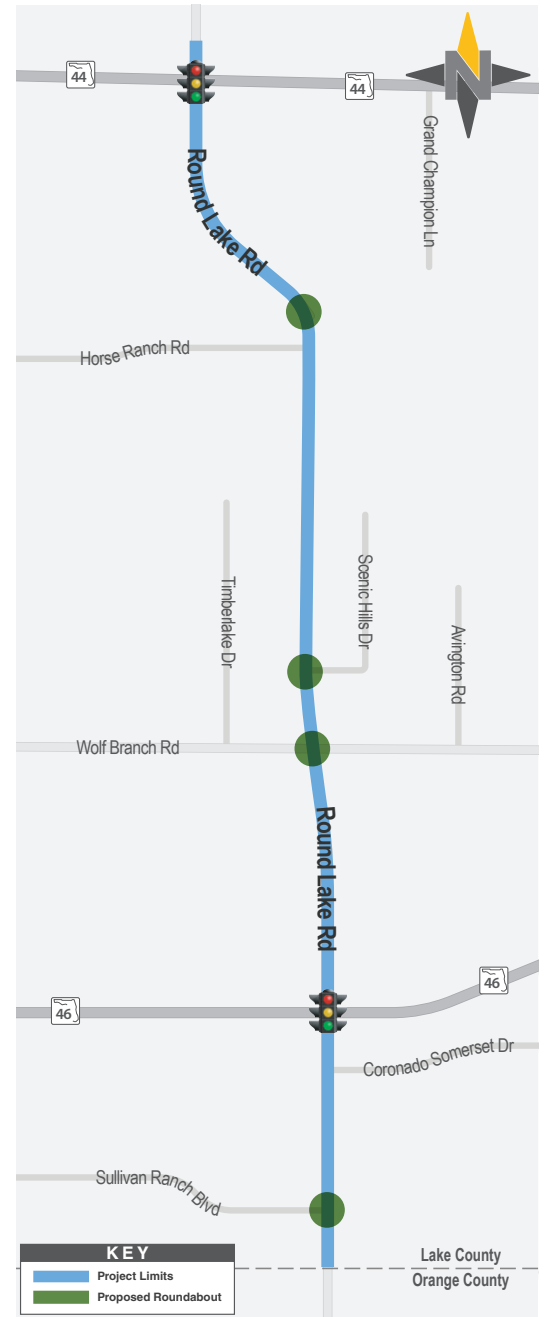 44
44
N
Grand Champion Ln
Round Lake Rd
Horse Ranch Rd
Timberlake Dr
Scenic Hills Dr
Avington Rd
Wolf Branch Rd
Round Lake Rd
46
46
Coronado Somerset Dr
Sullivan Ranch Blvd
Lake County
Orange County
KEY
Project Limits
Proposed Roundabout